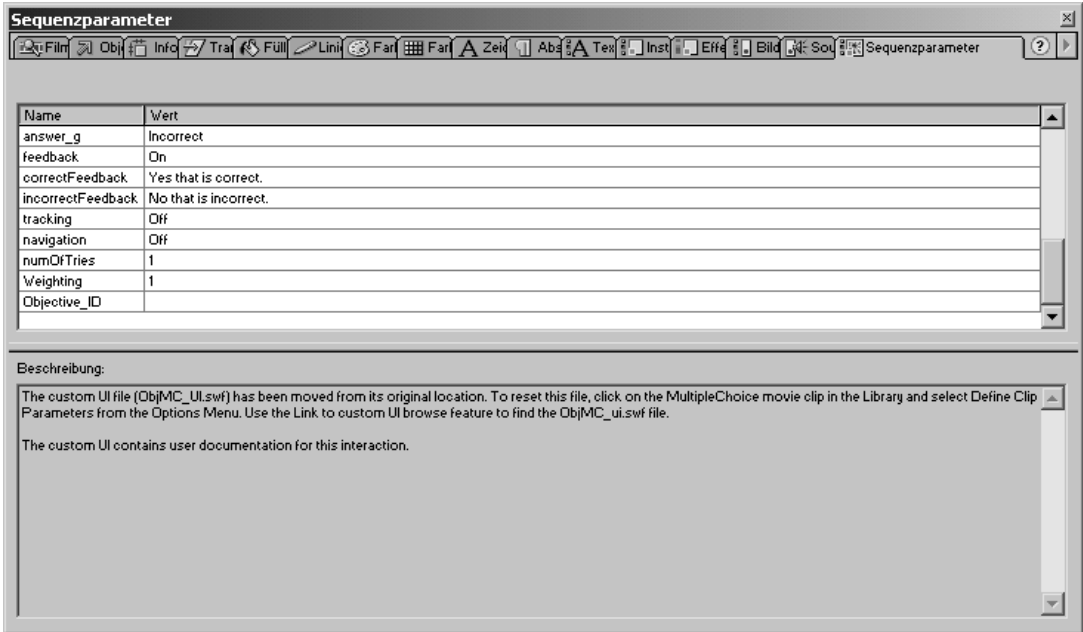 Sequenzparameter
Film Obj Info Tra Füll Lini Farl Farl Zeic Abs Tex Inst Effe Bild Sou Sequenzparameter ?
Name Wert
answer_g Incorrect
feedback On
correctFeedback Yes that is correct.
incorrectFeedback No that is incorrect.
tracking Off
navigation Off
numOfTries 1
Weighting 1
Objective_ID
Beschreibung:
The custom UI file (ObjMC_UI.swf) has been moved from its original location. To reset this file, click on the MultipleChoice movie clip in the Library and select Define Clip
Parameters from the Options Menu. Use the Link to custom UI browse feature to find the ObjMC_ui.swf file.
The custom UI contains user documentation for this interaction.